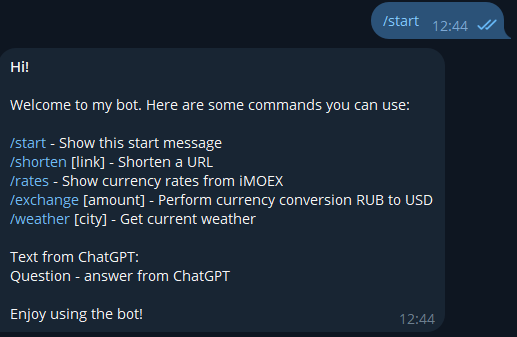 /start
12:44
Hi!
Welcome to my bot. Here are some commands you can use:
/start - Show this start message
/shorten [link] - Shorten a URL
/rates - Show currency rates from iMOEX
/exchange [amount] - Perform currency conversion RUB to USD
/weather [city] - Get current weather
Text from ChatGPT:
Question - answer from ChatGPT
Enjoy using the bot!
12:44